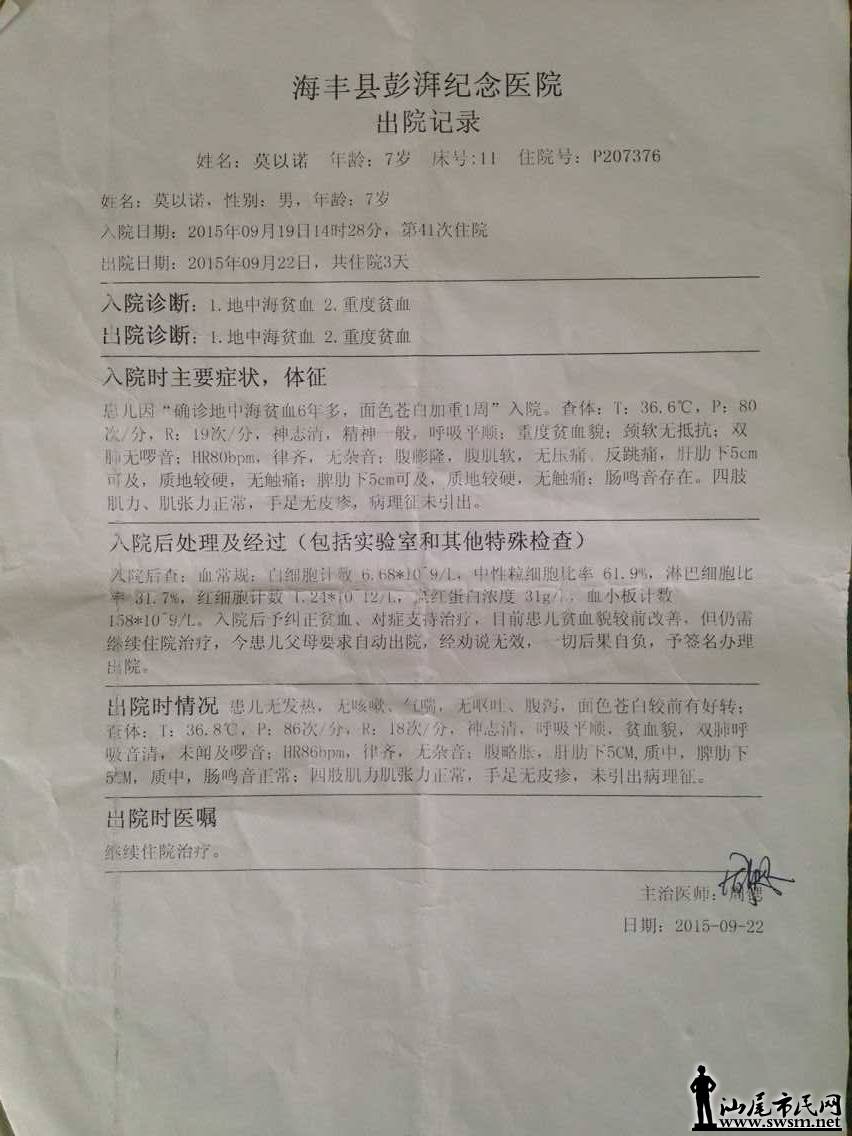 海丰县彭湃纪念医院
出院记录
姓名：莫以诺 年龄：7岁 床号:11 住院号：P207376
姓名：莫以诺，性别：男，年龄：7岁
入院日期：2015年09月19日14时28分，第41次住院
出院日期：2015年09月22日，共住院3天
入院诊断：1.地中海贫血 2.重度贫血
出院诊断：1.地中海贫血 2.重度贫血
入院时主要症状，体征
患儿因“确诊地中海贫血6年多，面色苍白加重1周”入院。查体：T：36.6℃，P：80
次/分，R：19次/分，神志清，精神一般，呼吸平顺；重度贫血貌；颈软无抵抗；双
肺无啰音；HR80bpm，律齐，无杂音；腹膨隆，腹肌软，无压痛、反跳痛，肝肋下5cm
可及，质地较硬，无触痛；脾肋下5cm可及，质地较硬，无触痛；肠鸣音存在。四肢
肌力、肌张力正常，手足无皮疹，病理征未引出。
入院后处理及经过（包括实验室和其他特殊检查）
入院后查：血常规：白细胞计数 6.68*10^9/L，中性粒细胞比率 61.9%，淋巴细胞比
率 31.7%，红细胞计数 1.24*10^12/L，血红蛋白浓度 31g/L，血小板计数
158*10^9/L。入院后予纠正贫血、对症支持治疗，目前患儿贫血貌较前改善，但仍需
继续住院治疗，今患儿父母要求自动出院，经劝说无效，一切后果自负，予签名办理
出院。
出院时情况 患儿无发热，无咳嗽、气喘，无呕吐、腹泻，面色苍白较前有好转；
查体：T：36.8℃，P：86次/分，R：18次/分，神志清，呼吸平顺，贫血貌，双肺呼
吸音清，未闻及啰音；HR86bpm，律齐，无杂音；腹略胀，肝肋下5CM,质中，脾肋下
5CM，质中，肠鸣音正常；四肢肌力肌张力正常，手足无皮疹，未引出病理征。
出院时医嘱
继续住院治疗。
主治医师：周德
日期：2015-09-22
汕尾市民网
www.swsm.net